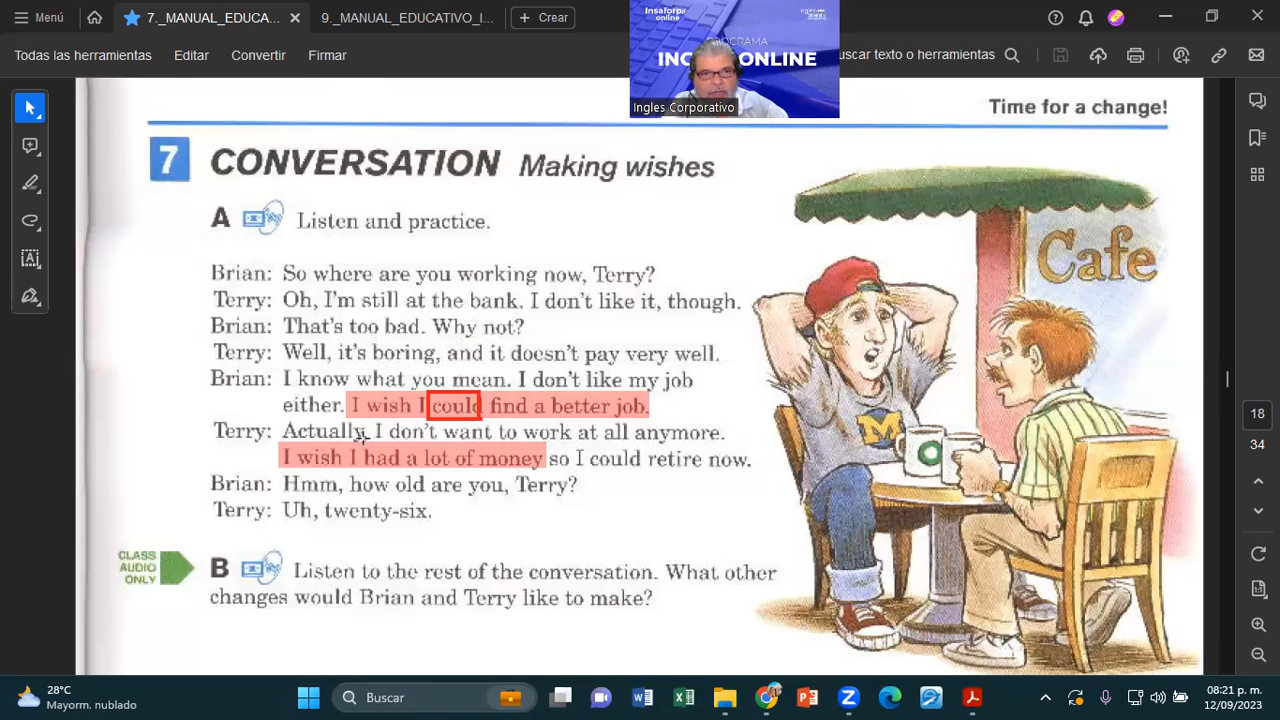 Menú
7._MANUAL_EDUCA...
9._MANUAL_EDUCATIVO_I...
Crear
Todas las herramientas
Editar
Convertir
Firmar
uscar texto o herramientas
Insaforp
online
PROGRAMA
Ingles Corporativo
Time for a change!
7 CONVERSATION Making wishes
A Listen and practice.
Brian: So where are you working now, Terry?
Terry: Oh, I'm still at the bank. I don't like it, though.
Brian: That's too bad. Why not?
Terry: Well, it's boring, and it doesn't pay very well.
Brian: I know what you mean. I don't like my job
either. I wish I could find a better job.
Terry: Actually, I don't want to work at all anymore.
I wish I had a lot of money so I could retire now.
Brian: Hmm, how old are you, Terry?
Terry: Uh, twenty-six.
CLASS
AUDIO
ONLY
B Listen to the rest of the conversation. What other
changes would Brian and Terry like to make?
Cafe
M
18
34
28°C
Mayorm. nublado
Buscar
08:21 p. m.
12/09/2023